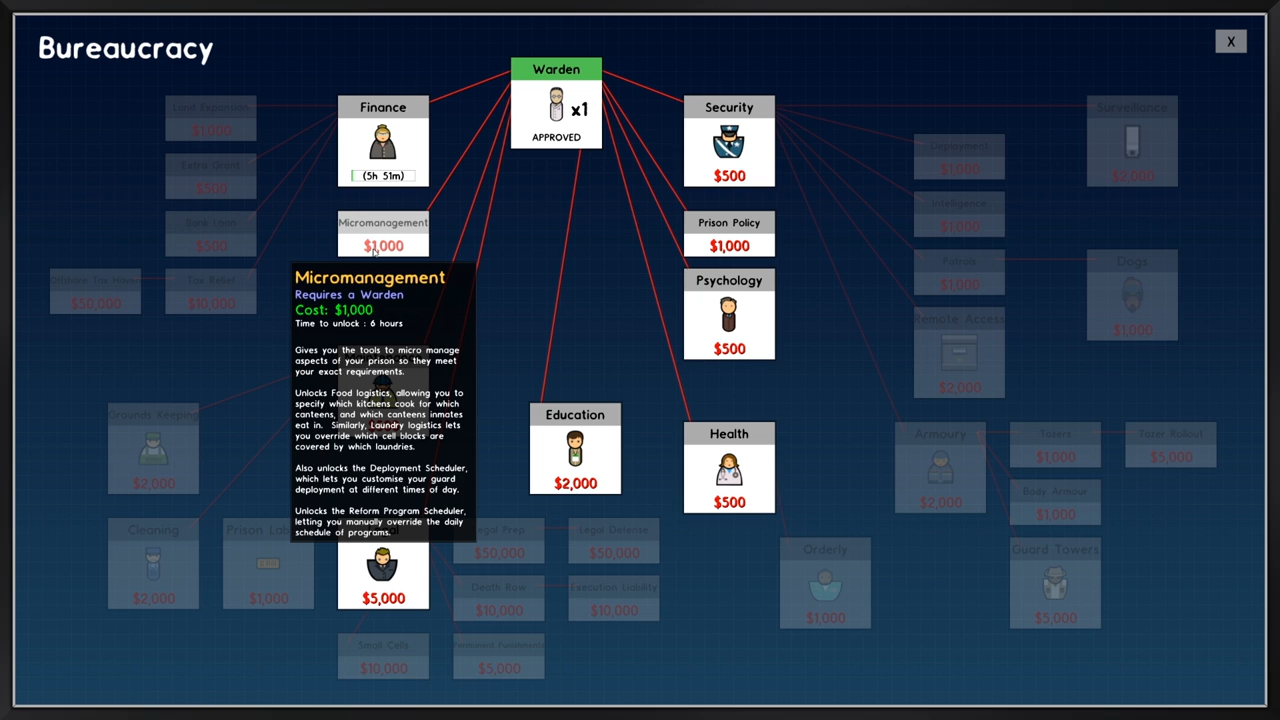 Bureaucracy
X
Warden
x1
APPROVED
Finance
(5h 51m)
Micromanagement
$1,000
Micromanagement
Requires a Warden
Cost: $1,000
Time to unlock : 6 hours
Gives you the tools to micro manage
aspects of your prison so they meet
your exact requirements.
Unlocks Food logistics, allowing you to
specify which kitchens cook for which
canteens, and which canteens inmates
eat in. Similarly, Laundry logistics lets
you override which cell blocks are
covered by which laundries.
Also unlocks the Deployment Scheduler,
which lets you customise your guard
deployment at different times of day.
Unlocks the Reform Program Scheduler,
letting you manually override the daily
schedule of programs.
$5,000
Land Expansion
$1,000
Extra Grant
$500
Bank Loan
$500
Tax Relief
$10,000
$50,000
Grounds Keeping
$2,000
Cleaning
$2,000
$1,000
Small Cells
$10,000
Permanent Punishments
$5,000
Legal Prep
$50,000
Legal Defense
$50,000
Death Row
$10,000
Execution Liability
$10,000
Education
$2,000
Security
$500
Prison Policy
$1,000
Psychology
$500
Health
$500
Orderly
$1,000
Deployment
$1,000
Intelligence
$1,000
Patrols
$1,000
Remote Access
$2,000
Armoury
$2,000
Tazers
$1,000
Tazer Rollout
$5,000
Body Armour
$1,000
Guard Towers
$5,000
Surveillance
$2,000
Dogs
$1,000